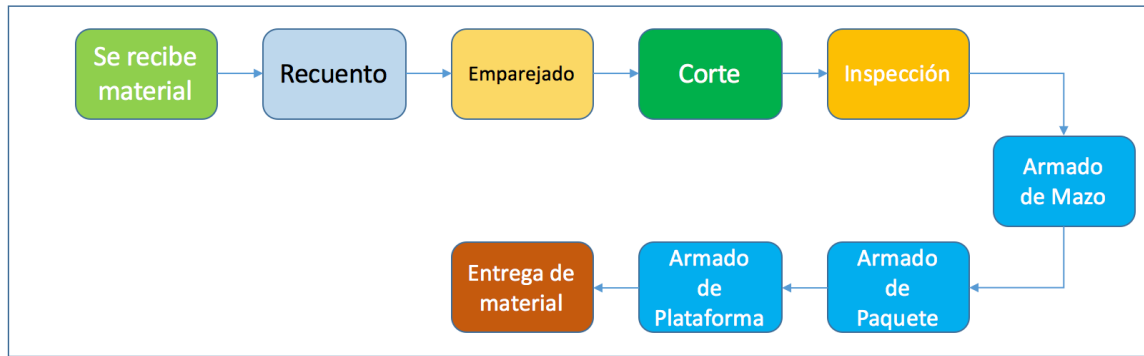 Se recibe
material
Recuento
Emparejado
Corte
Inspección
Armado
de Mazo
Armado
de
Paquete
Armado
de
Plataforma
Entrega de
material